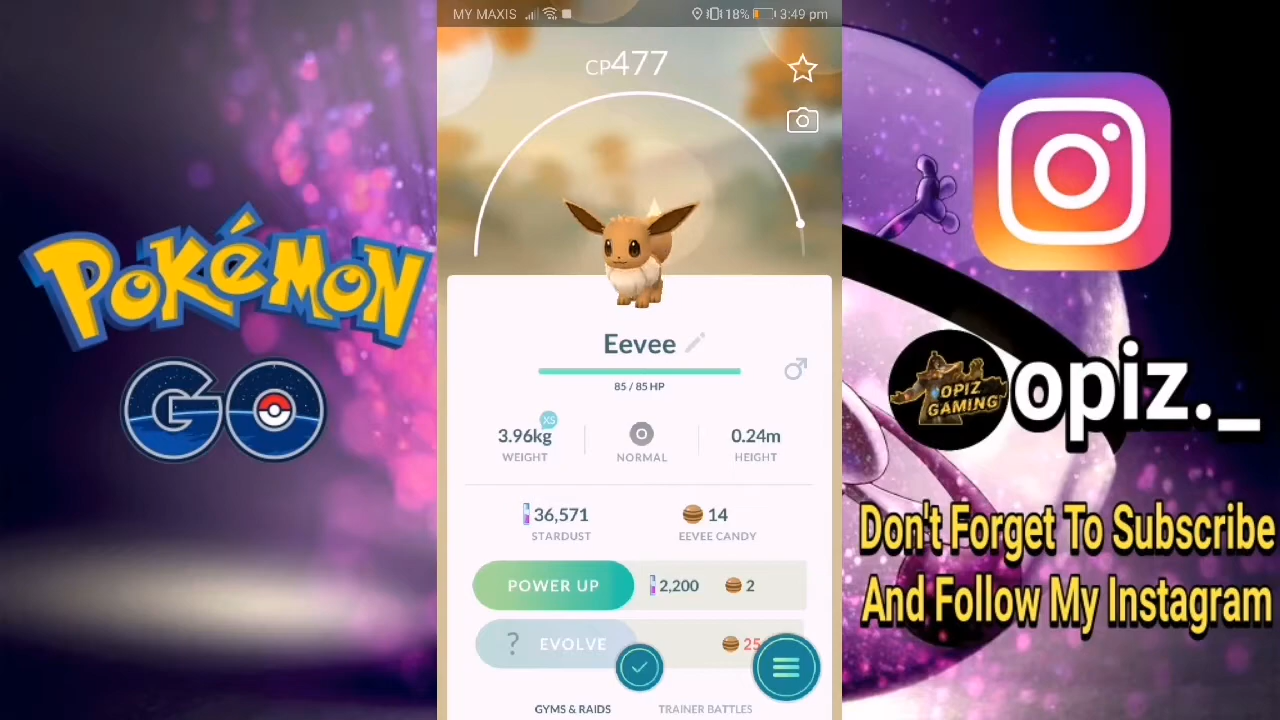 MY MAXIS
18%
3:49 pm
CP477
POKéMON
GO
Eevee
85 / 85 HP
XS
3.96kg
WEIGHT
NORMAL
0.24m
HEIGHT
36,571
STARDUST
14
EEVEE CANDY
POWER UP
2,200
2
? EVOLVE
25
GYMS & RAIDS
TRAINER BATTLES
OPIZ
GAMING
opiz._
Don't Forget To Subscribe
And Follow My Instagram